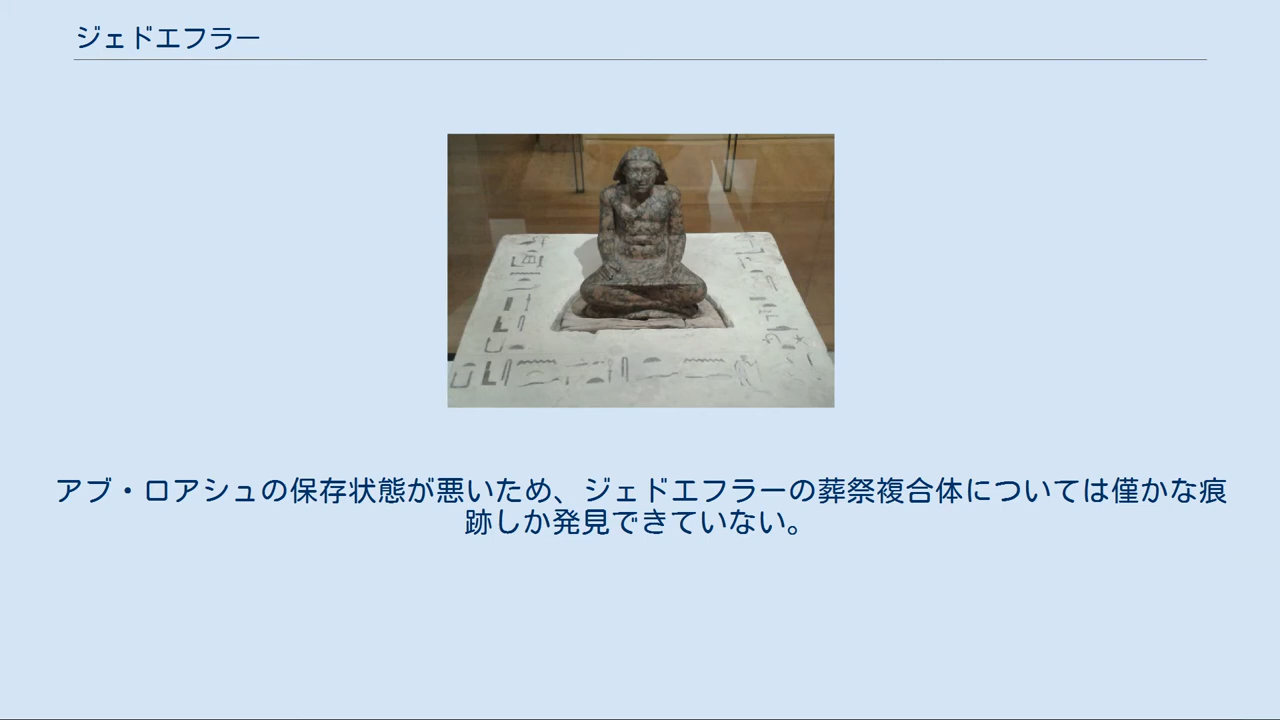 ジェドエフラー
アブ・ロアシュの保存状態が悪いため、ジェドエフラーの葬祭複合体については僅かな痕
跡しか発見できていない。